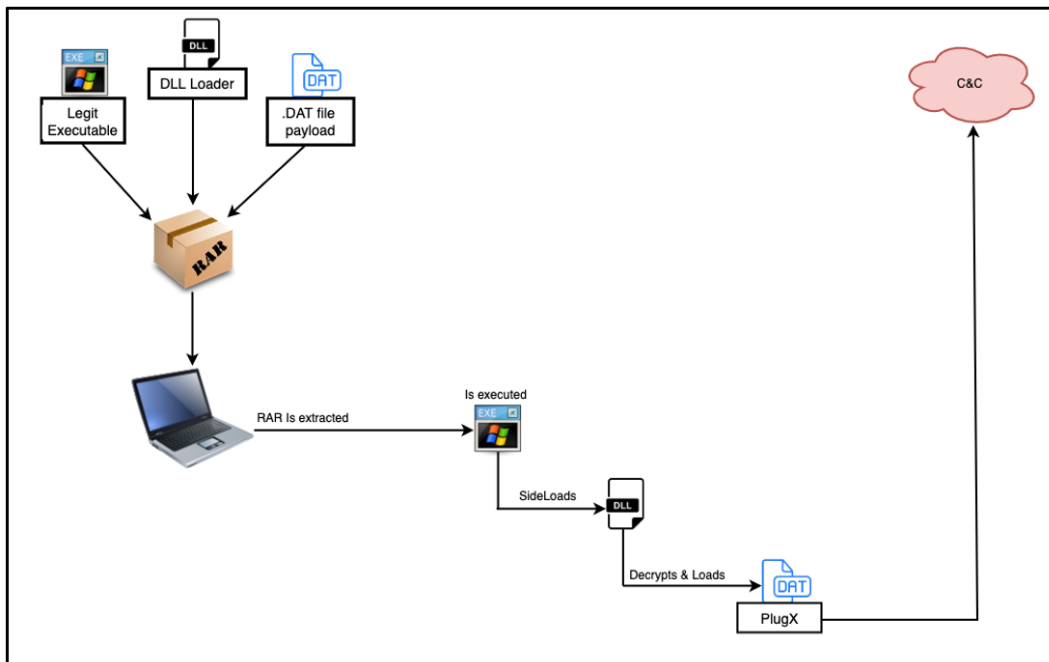 EXE
DLL
DAT
Legit
Executable
DLL Loader
.DAT file
payload
C&C
RAR
RAR Is extracted
Is executed
EXE
SideLoads
DLL
Decrypts & Loads
DAT
PlugX